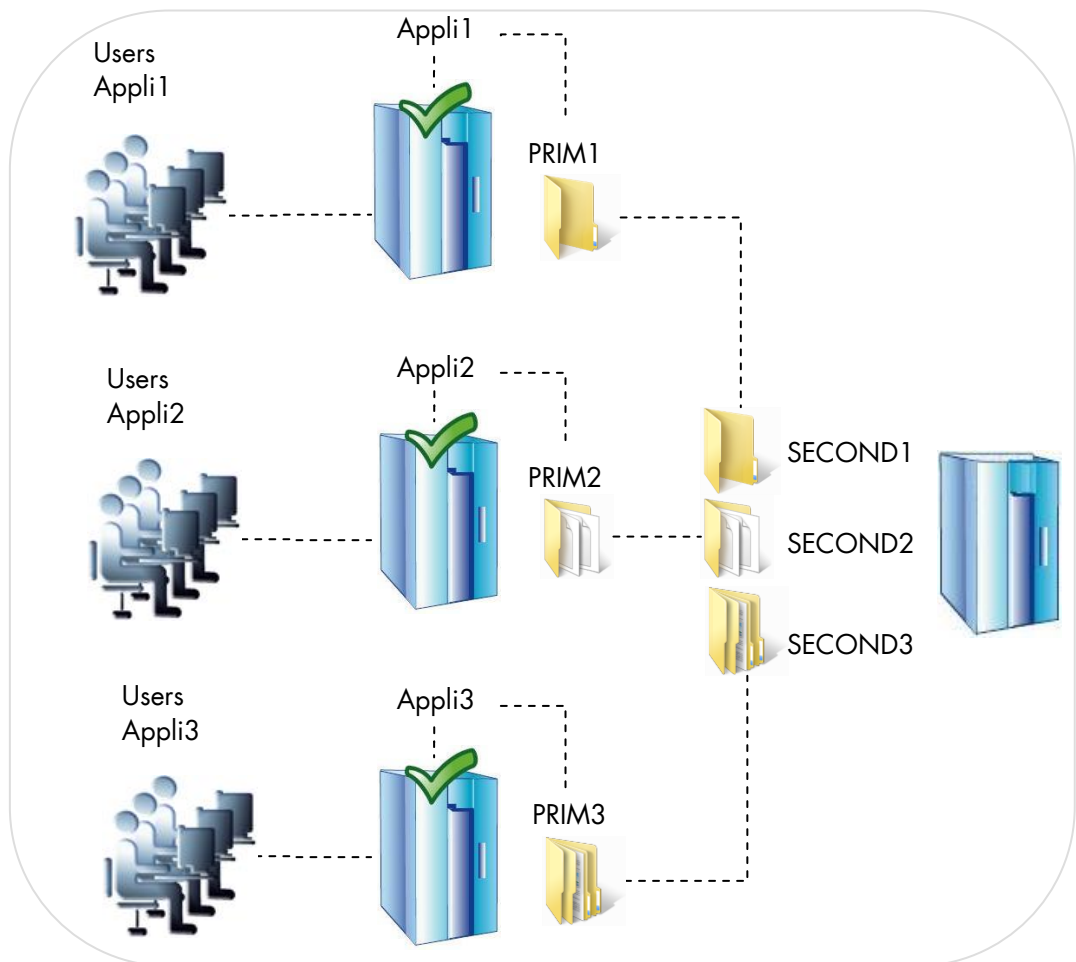 Users
Appli1
Appli1
PRIM1
Users
Appli2
Appli2
PRIM2
SECOND1
SECOND2
SECOND3
Users
Appli3
Appli3
PRIM3